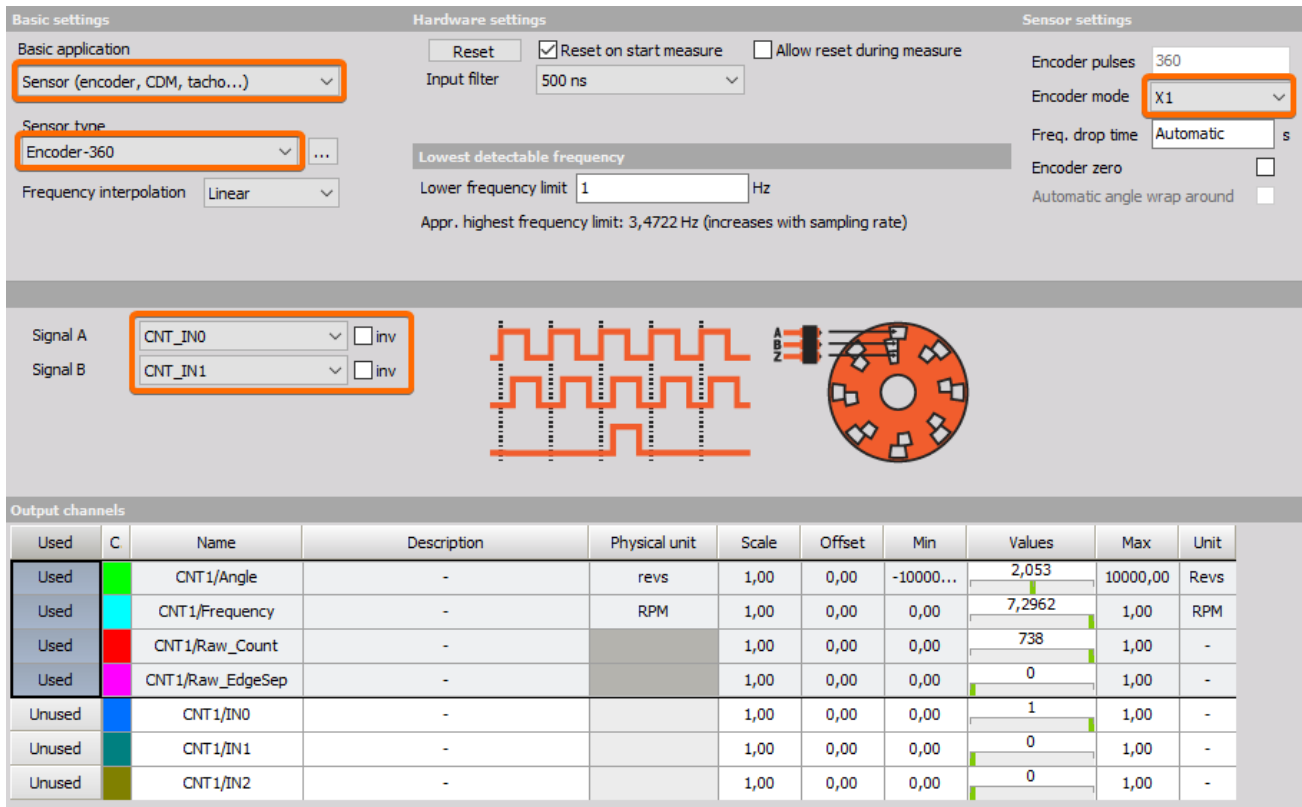 Basic settings
Hardware settings
Sensor settings
Basic application
Sensor (encoder, CDM, tacho...)
Sensor type
Encoder-360
...
Frequency interpolation Linear
Reset Reset on start measure Allow reset during measure
Input filter 500 ns
Lowest detectable frequency
Lower frequency limit 1 Hz
Appr. highest frequency limit: 3,4722 Hz (increases with sampling rate)
Encoder pulses 360
Encoder mode X1
Freq. drop time Automatic s
Encoder zero
Automatic angle wrap around
Signal A CNT_IN0 inv
Signal B CNT_IN1 inv
A
B
Z
Output channels
Used C Name Description Physical unit Scale Offset Min Values Max Unit
Used CNT1/Angle - revs 1,00 0,00 -10000... 2,053 10000,00 Revs
Used CNT1/Frequency - RPM 1,00 0,00 0,00 7,2962 1,00 RPM
Used CNT1/Raw_Count - 1,00 0,00 0,00 738 1,00 -
Used CNT1/Raw_EdgeSep - 1,00 0,00 0,00 0 1,00 -
Unused CNT1/IN0 - 1,00 0,00 0,00 1 1,00 -
Unused CNT1/IN1 - 1,00 0,00 0,00 0 1,00 -
Unused CNT1/IN2 - 1,00 0,00 0,00 0 1,00 -